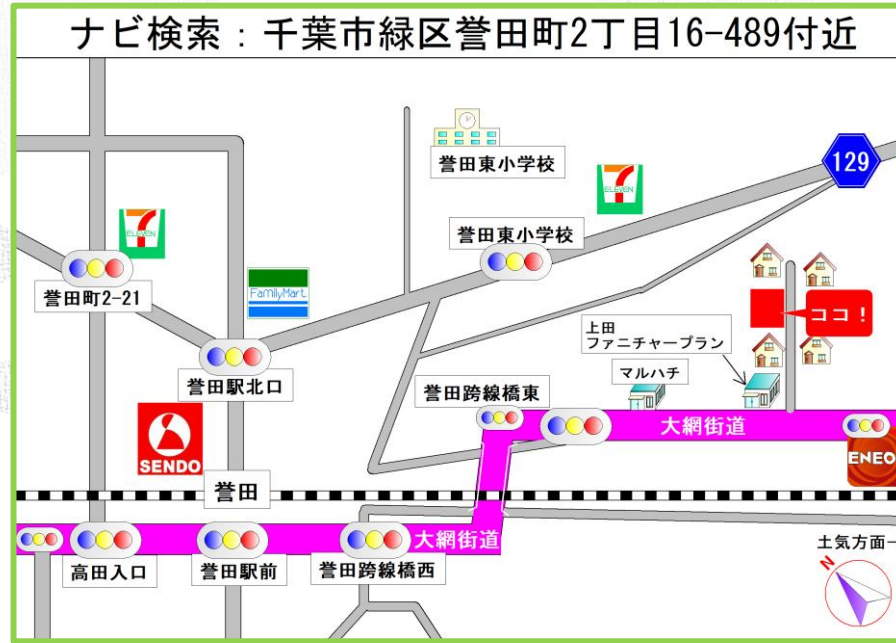 ナビ検索：千葉市緑区誉田町2丁目16-489付近
誉田東小学校
129
7
ELEVEN
7
ELEVEN
誉田東小学校
誉田町2-21
FamilyMart
ココ！
上田
ファニチャープラン
誉田駅北口
マルハチ
誉田跨線橋東
大網街道
SENDO
ENEO
誉田
大網街道
土気方面
高田入口
誉田駅前
誉田跨線橋西
N